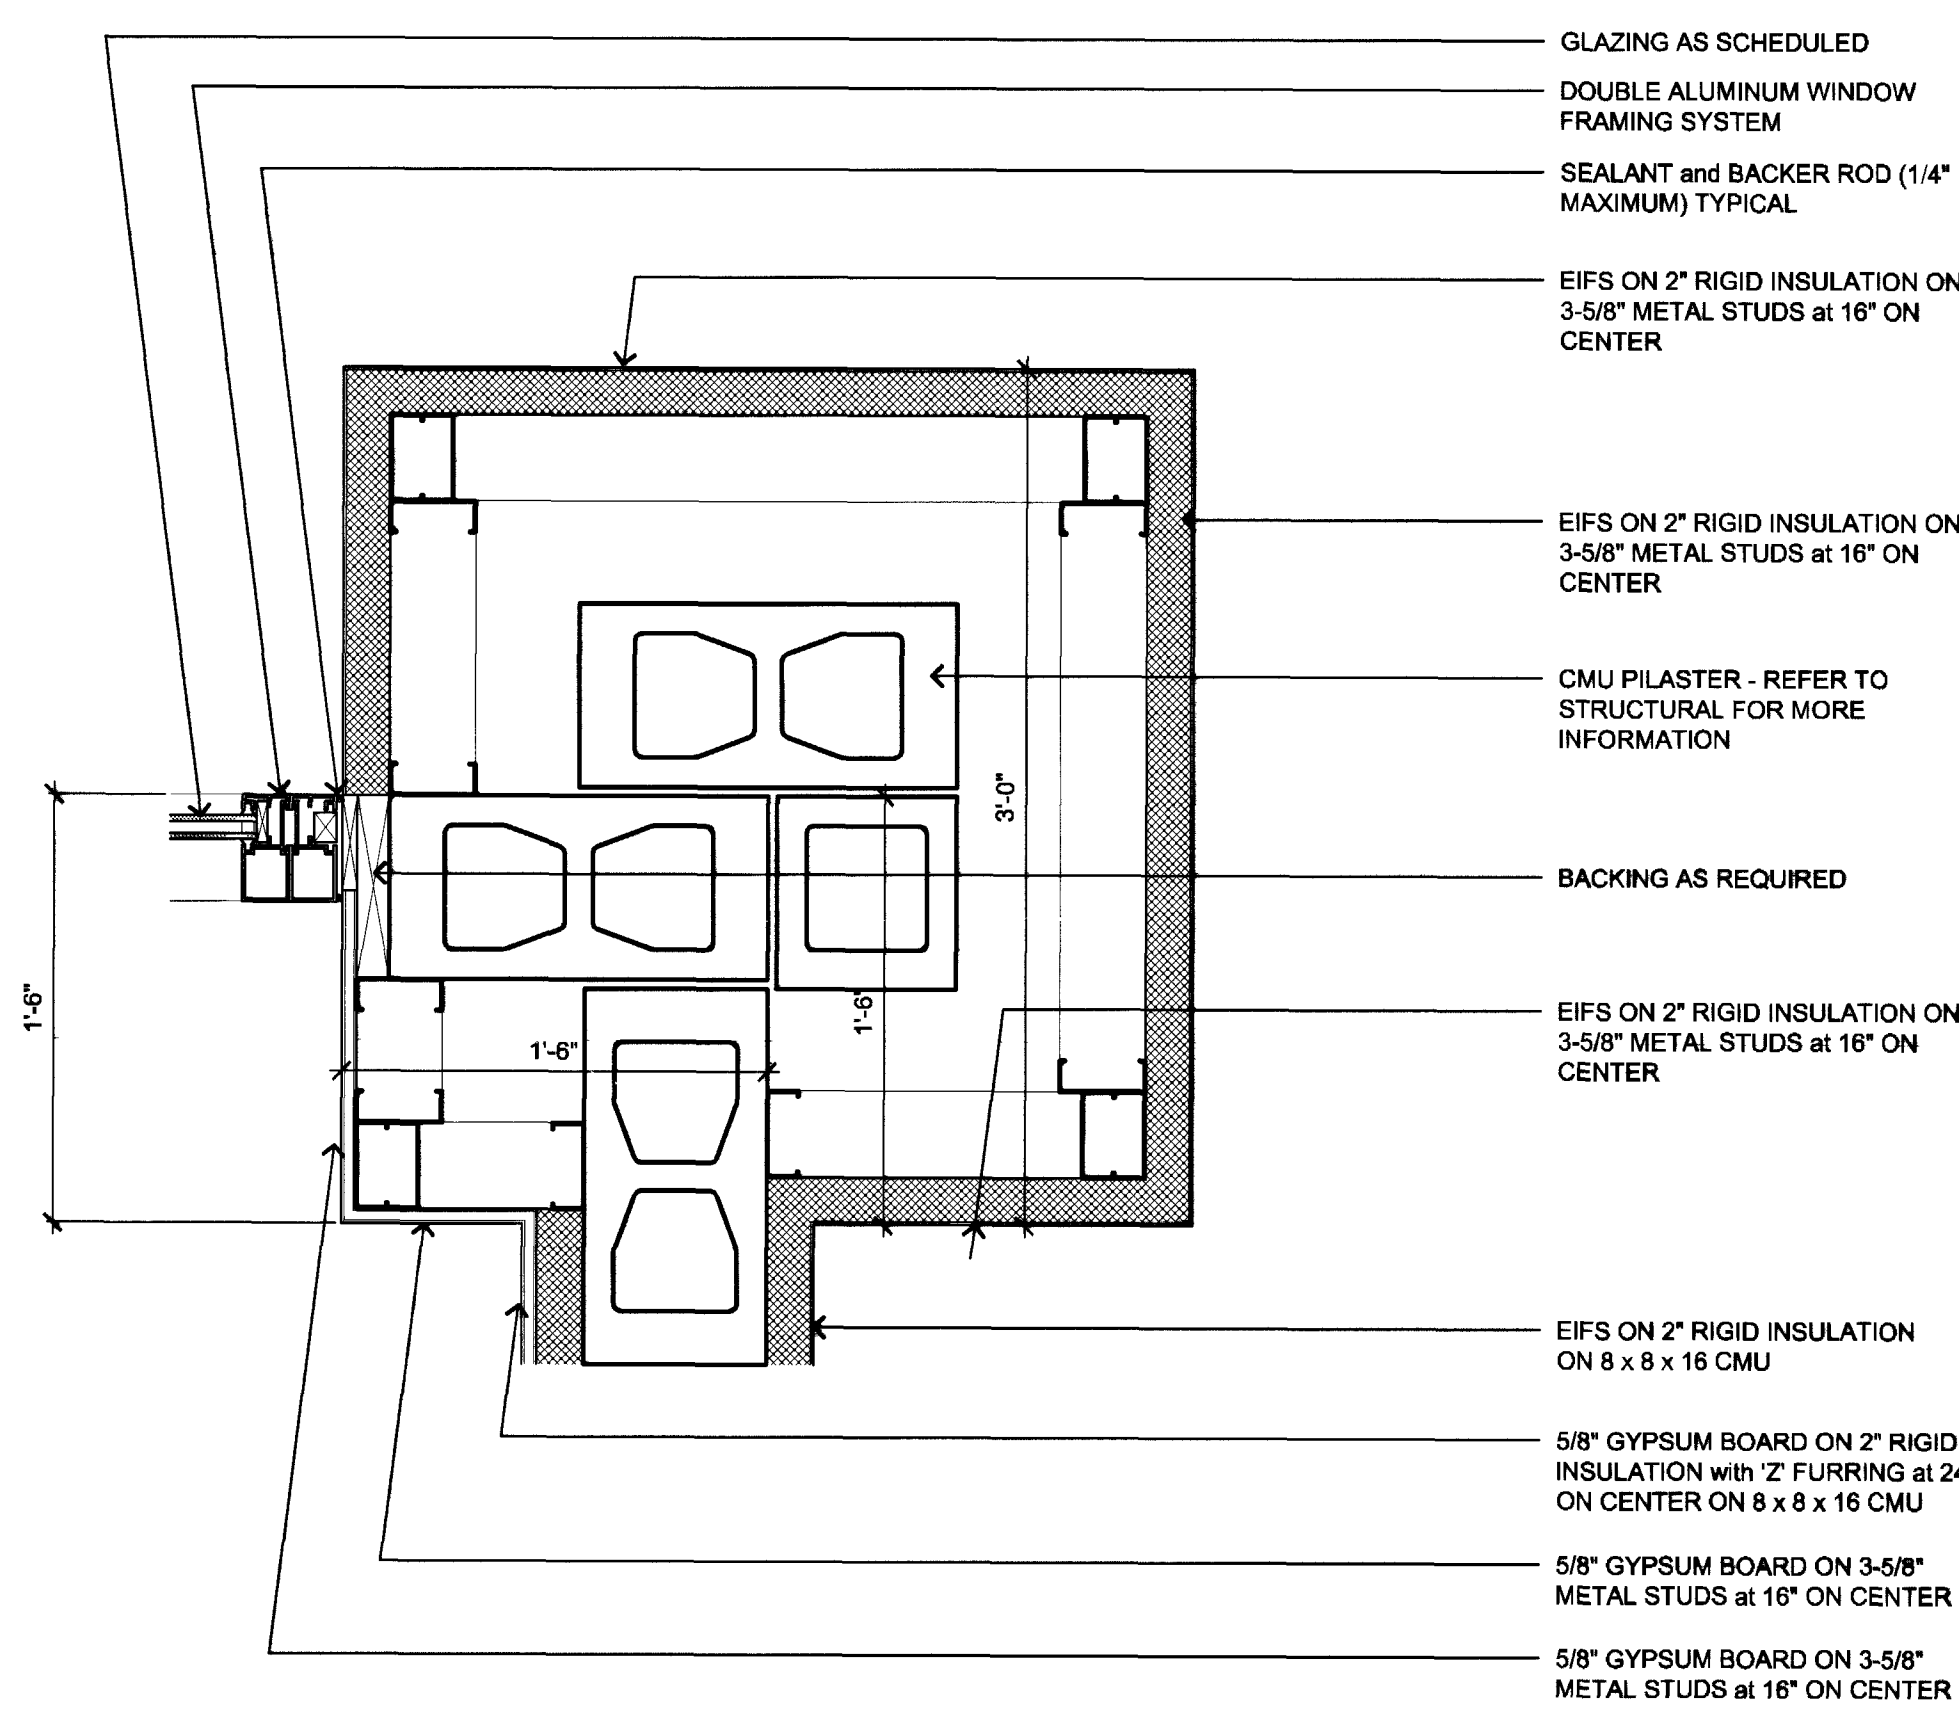 GLAZING AS SCHEDULED
DOUBLE ALUMINUM WINDOW
FRAMING SYSTEM
SEALANT and BACKER ROD (1/4"
MAXIMUM) TYPICAL
EIFS ON 2" RIGID INSULATION ON
3-5/8" METAL STUDS at 16" ON
CENTER
EIFS ON 2" RIGID INSULATION ON
3-5/8" METAL STUDS at 16" ON
CENTER
CMU PILASTER - REFER TO
STRUCTURAL FOR MORE
INFORMATION
3'-0"
BACKING AS REQUIRED
1'-6"
1'-6"
1'-6"
EIFS ON 2" RIGID INSULATION ON
3-5/8" METAL STUDS at 16" ON
CENTER
EIFS ON 2" RIGID INSULATION
ON 8 x 8 x 16 CMU
5/8" GYPSUM BOARD ON 2" RIGID
INSULATION with 'Z' FURRING at 24
ON CENTER ON 8 x 8 x 16 CMU
5/8" GYPSUM BOARD ON 3-5/8"
METAL STUDS at 16" ON CENTER
5/8" GYPSUM BOARD ON 3-5/8"
METAL STUDS at 16" ON CENTER